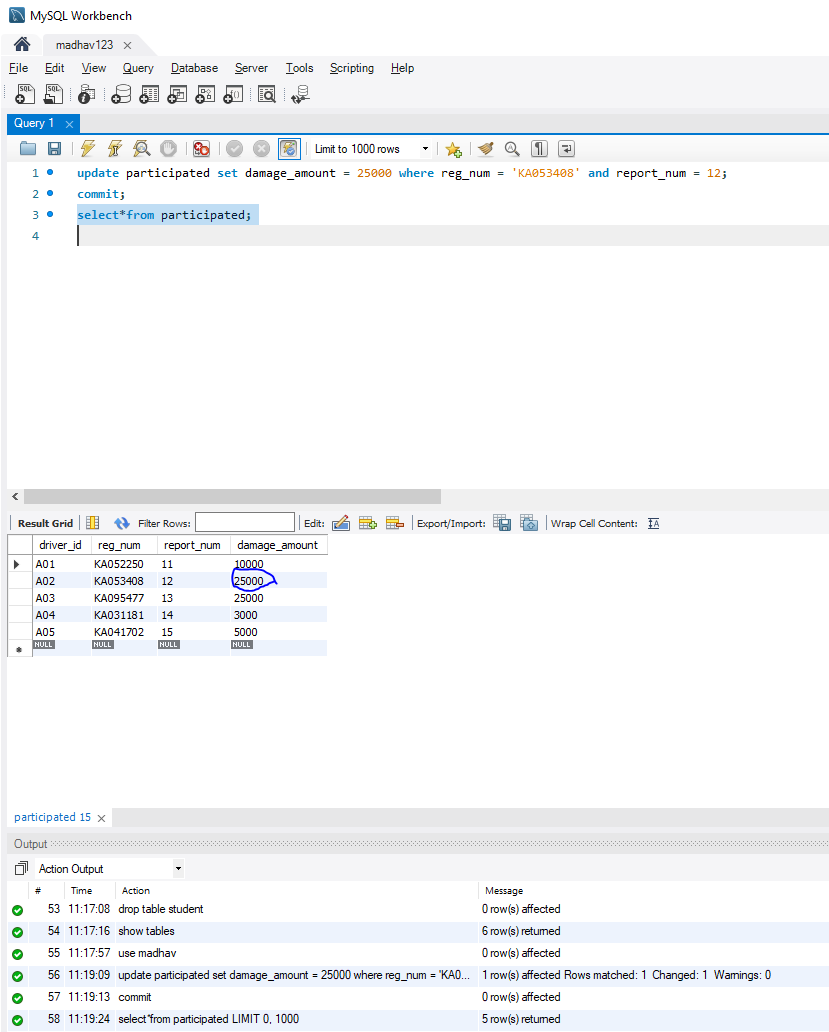 MySQL Workbench
madhav123
File Edit View Query Database Server Tools Scripting Help
Query 1
Limit to 1000 rows
1 update participated set damage_amount = 25000 where reg_num = 'KA053408' and report_num = 12;
2 commit;
3 select*from participated;
4
Result Grid Filter Rows: Edit: Export/Import: Wrap Cell Content:
driver_id reg_num report_num damage_amount
A01 KA052250 11 10000
A02 KA053408 12 25000
A03 KA095477 13 25000
A04 KA031181 14 3000
A05 KA041702 15 5000
NULL NULL NULL NULL
participated 15
Output
Action Output
# Time Action Message
53 11:17:08 drop table student 0 row(s) affected
54 11:17:16 show tables 6 row(s) returned
55 11:17:57 use madhav 0 row(s) affected
56 11:19:09 update participated set damage_amount = 25000 where reg_num = 'KA0... 1 row(s) affected Rows matched: 1 Changed: 1 Warnings: 0
57 11:19:13 commit 0 row(s) affected
58 11:19:24 select*from participated LIMIT 0, 1000 5 row(s) returned